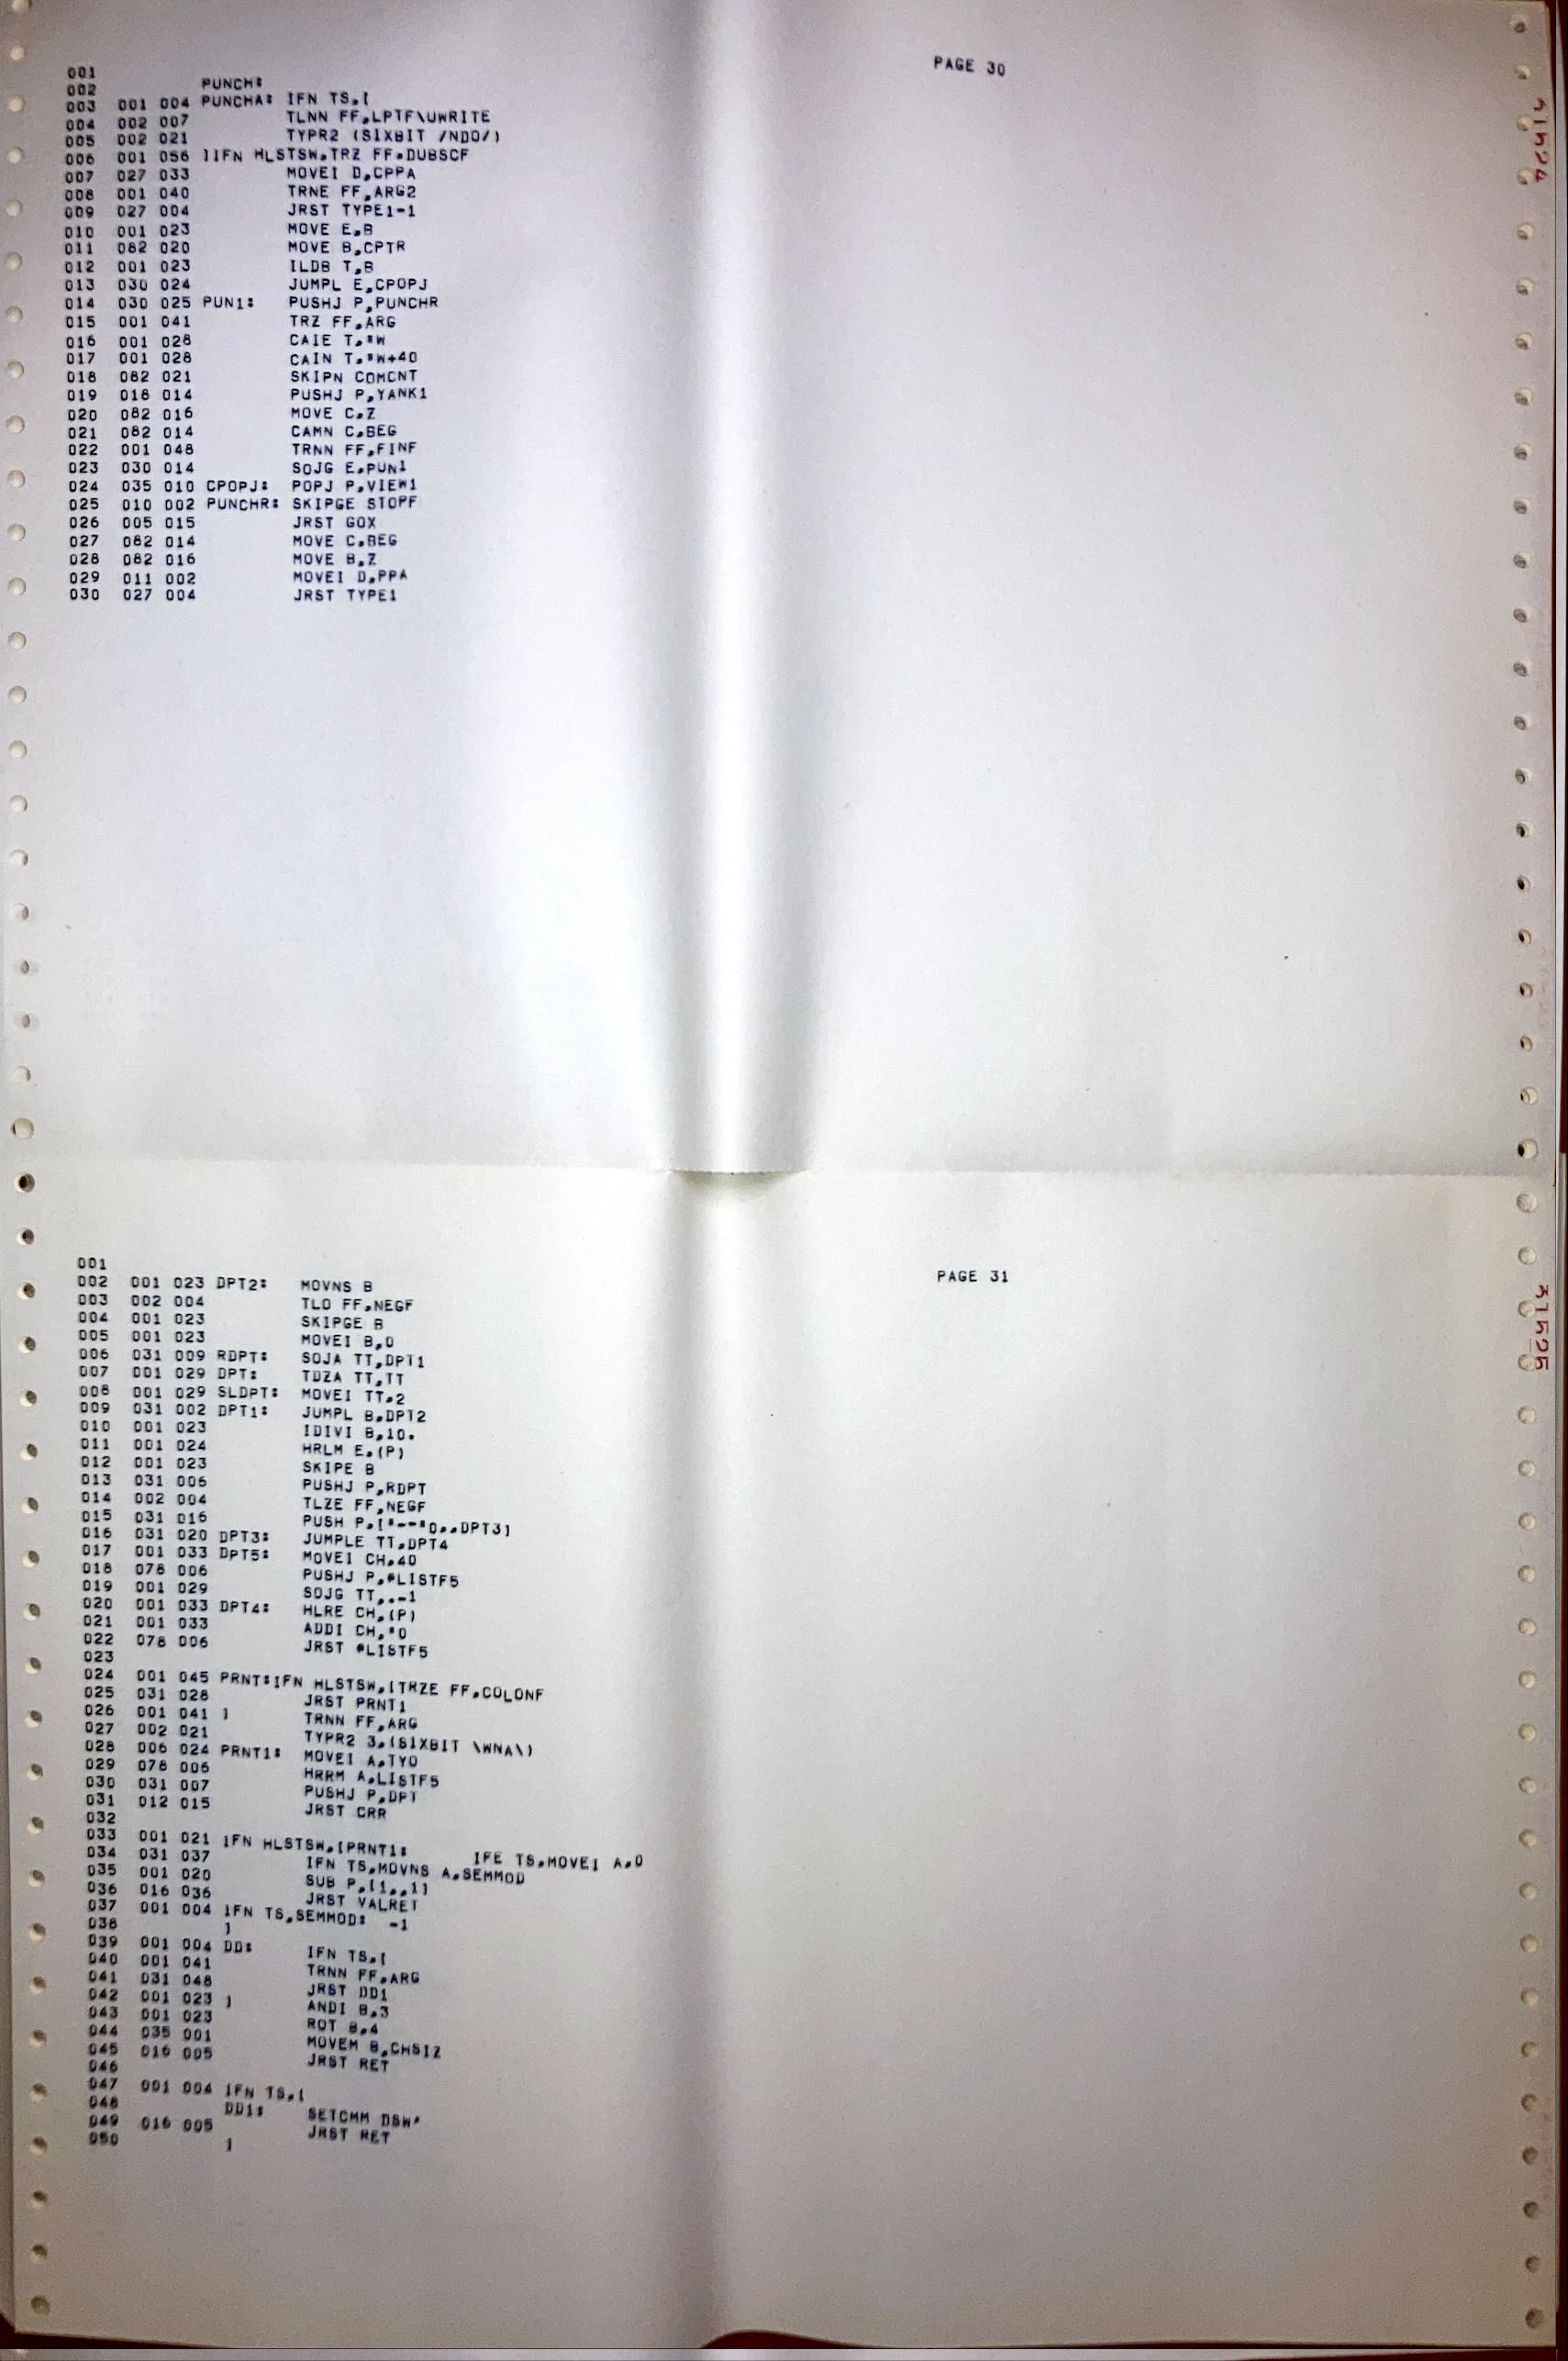 PAGE 30
001
002 PUNCH:
003 001 004 PUNCHA: IFN TS,[
004 002 007 TLNN FF,LPTF\UWRITE
005 002 021 TYPR2 (SIXBIT /NDO/)
006 001 056 ]IFN HLSTSW,TRZ FF,DUBSCF
007 027 033 MOVEI D,CPPA
008 001 040 TRNE FF,ARG2
009 027 004 JRST TYPE1-1
010 001 023 MOVE E,B
011 082 020 MOVE B,CPTR
012 001 023 ILDB T,B
013 030 024 JUMPL E,CPOPJ
014 030 025 PUN1: PUSHJ P,PUNCHR
015 001 041 TRZ FF,ARG
016 001 028 CAIE T,"W
017 001 028 CAIN T,"W+40
018 082 021 SKIPN COMCNT
019 018 014 PUSHJ P,YANK1
020 082 016 MOVE C,Z
021 082 014 CAMN C,BEG
022 001 048 TRNN FF,FINF
023 030 014 SOJG E,PUN1
024 035 010 CPOPJ: POPJ P,VIEW1
025 010 002 PUNCHR: SKIPGE STOPF
026 005 015 JRST GOX
027 082 014 MOVE C,BEG
028 082 016 MOVE B,Z
029 011 002 MOVEI D,PPA
030 027 004 JRST TYPE1
PAGE 31
001
002 001 023 DPT2: MOVNS B
003 002 004 TLO FF,NEGF
004 001 023 SKIPGE B
005 001 023 MOVEI B,0
006 031 009 RDPT: SOJA TT,DPT1
007 001 029 DPT: TDZA TT,TT
008 001 029 SLDPT: MOVEI TT,2
009 031 002 DPT1: JUMPL B,DPT2
010 001 023 IDIVI B,10.
011 001 024 HRLM E,(P)
012 001 023 SKIPE B
013 031 006 PUSHJ P,RDPT
014 002 004 TLZE FF,NEGF
015 031 016 PUSH P,["--"0,,DPT3]
016 031 020 DPT3: JUMPLE TT,DPT4
017 001 033 DPT5: MOVEI CH,40
018 078 006 PUSHJ P,@LISTF5
019 001 029 SOJG TT,.-1
020 001 033 DPT4: HLRE CH,(P)
021 001 033 ADDI CH,"0
022 078 006 JRST @LISTF5
023
024 001 045 PRNT:IFN HLSTSW,[TRZE FF,COLONF
025 031 028 JRST PRNT1
026 001 041 ] TRNN FF,ARG
027 002 021 TYPR2 3,(SIXBIT \WNA\)
028 006 024 PRNT1: MOVEI A,TYO
029 078 006 HRRM A,LISTF5
030 031 007 PUSHJ P,DPT
031 012 015 JRST CRR
032
033 001 021 IFN HLSTSW,[PRNT1: IFE TS,MOVEI A,0
034 031 037 IFN TS,MOVNS A,SEMMOD
035 001 020 SUB P,[1,,1]
036 016 036 JRST VALRET
037 001 004 IFN TS,SEMMOD: -1
038 ]
039 001 004 DD: IFN TS,[
040 001 041 TRNN FF,ARG
041 031 048 JRST DD1
042 001 023 ] ANDI B,3
043 001 023 ROT B,4
044 035 001 MOVEM B,CHSIZ
045 016 005 JRST RET
046
047 001 004 IFN TS,[
048 DD1: SETCMM DSW'
049 016 005 JRST RET
050 ]